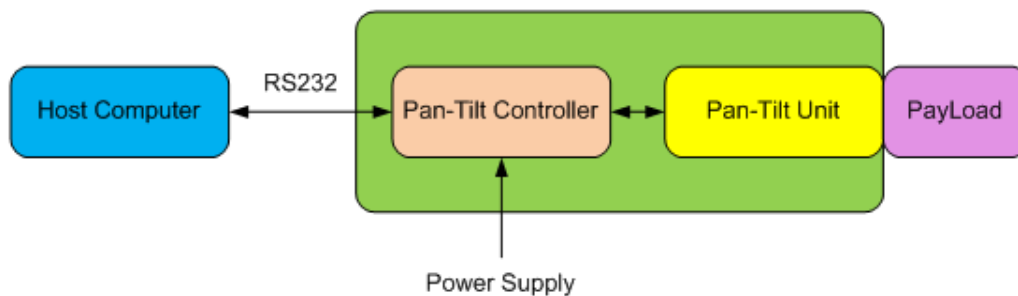 RS232
Host Computer
Pan-Tilt Controller
Pan-Tilt Unit
PayLoad
Power Supply